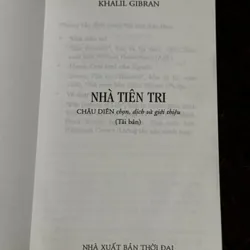 KHALIL GIBRAN
NHÀ TIÊN TRI
CHÂU DIÊN chọn, dịch và giới thiệu
(Tái bản)
NHÀ XUẤT BẢN THỜI ĐẠI